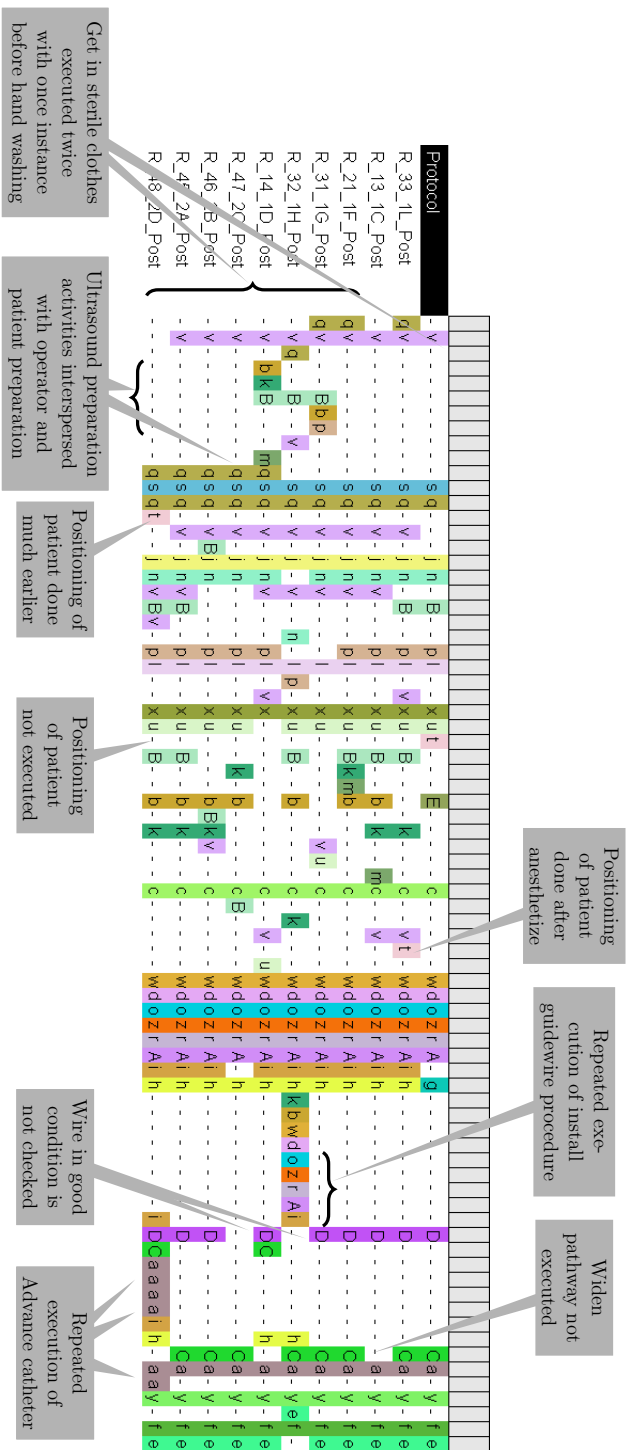 Protocol v s q j n B p l x u t E c w d o z r A g D C a y f e
R_33_1L_Post q v s q v j n B p l v x u B k c v t w d o z r A i h D C a y f e
R_13_1C_Post v s q v j n v p l x u B b k m c v w d o z r A i h D a y f e
R_21_1F_Post q v s q v j n v p l x u B k m b c w d o z r A i h D C a y f e
R_31_1G_Post q v B b p s q v j n v l x u v u c w d o z r A i h D C a y f e
R_32_1H_Post v q B v s q v j v n l p x u B b c k w d o z r A i h k b w d o z r A i h C a y e f e
R_14_1D_Post v b k B m q s q v j n v p l v x u c v u w d o z r A i h D C h a y f e
R_47_2C_Post v q s q v j n p l x u k b c B w d o z r A h C a y f e
R_46_1B_Post v q s q v B j n p l x u b B k v c w d o z r A i h D C a y f e
R_45_2A_Post v q s q v j n v B p l x u B b k c w d o z r A i h D C a y f e
R_48_2D_Post q s q t j n v B v p l x u B b k c w d o z r A i h i D C a a a a i h a a y f e
Positioning
of patient
done after
anesthetize
Repeated exe-
cution of install
guidewire procedure
Widen
pathway not
executed
Get in sterile clothes
executed twice
with once instance
before hand washing
Ultrasound preparation
activities interspersed
with operator and
patient preparation
Positioning of
patient done
much earlier
Positioning
of patient
not executed
Wire in good
condition is
not checked
Repeated
execution of
Advance catheter